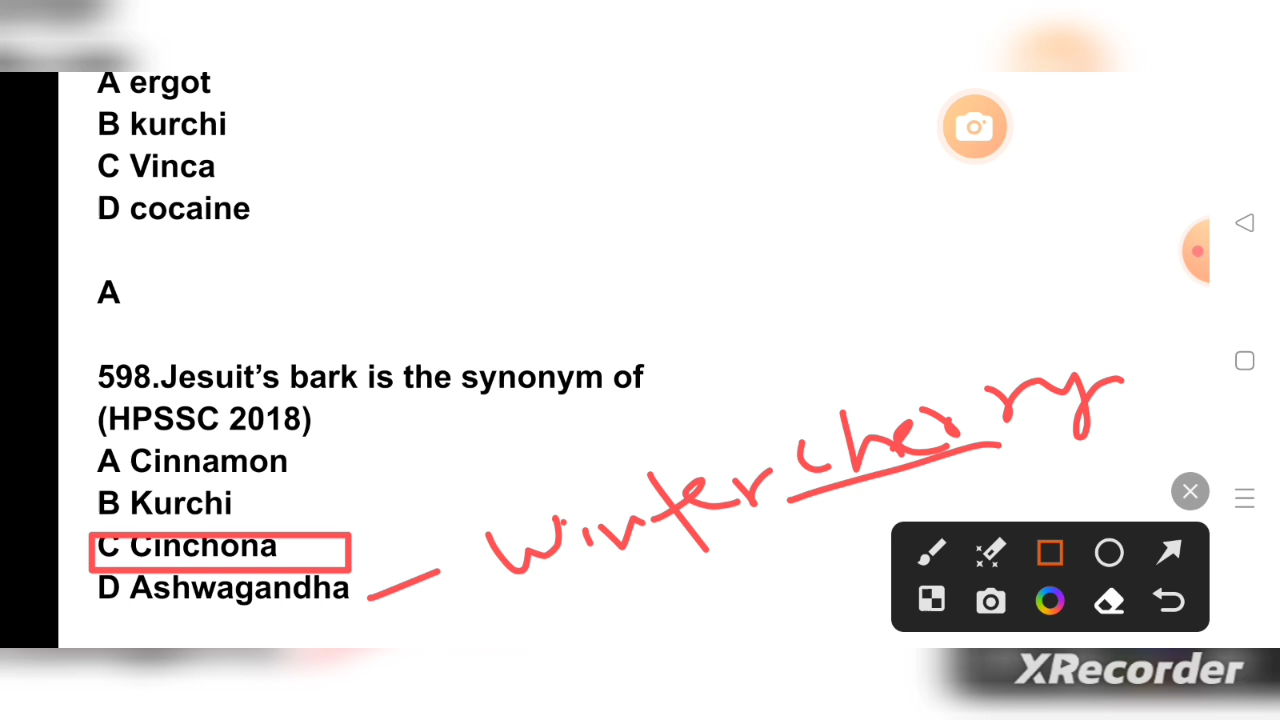 A ergot
B kurchi
C Vinca
D cocaine
A
598.Jesuit’s bark is the synonym of
(HPSSC 2018)
A Cinnamon
B Kurchi
C Cinchona
D Ashwagandha
winter cherry
XRecorder